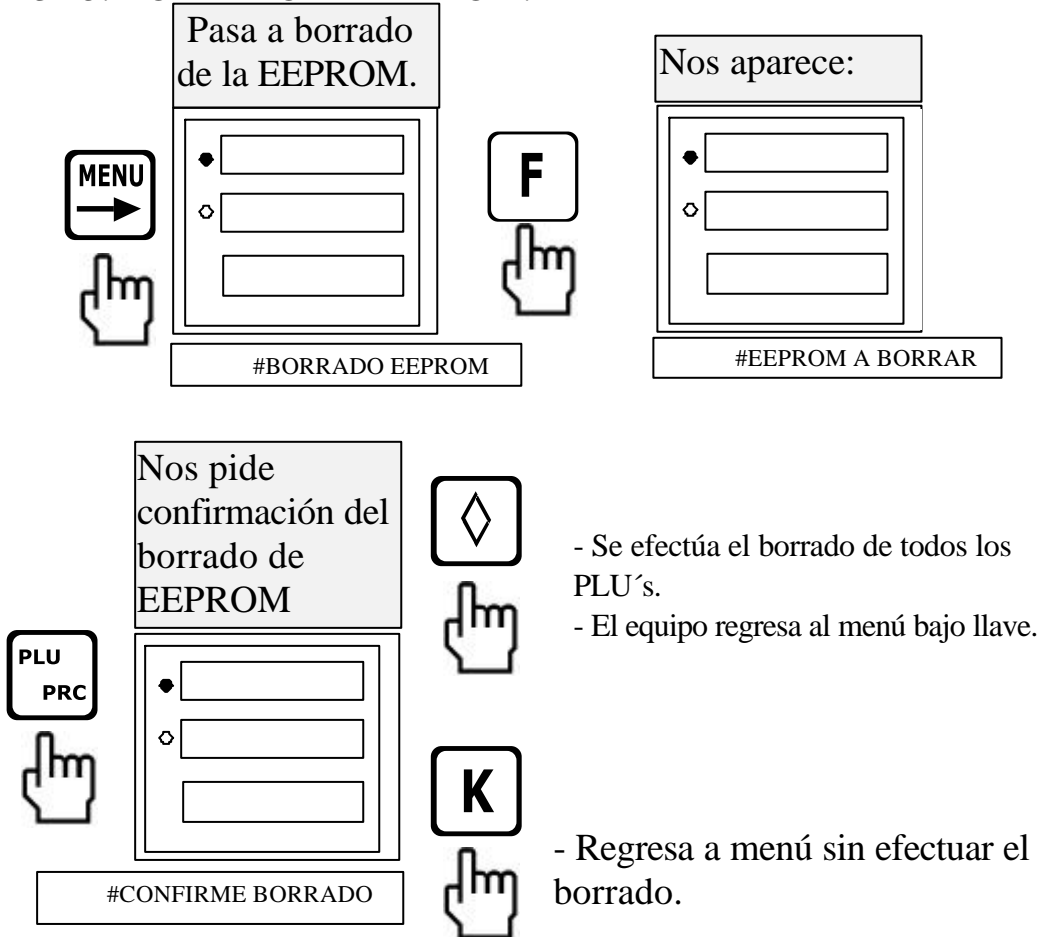 Pasa a borrado
de la EEPROM.
Nos aparece:
MENU
F
#BORRADO EEPROM
#EEPROM A BORRAR
Nos pide
confirmación del
borrado de
EEPROM
- Se efectúa el borrado de todos los
PLU´s.
- El equipo regresa al menú bajo llave.
PLU
PRC
K
- Regresa a menú sin efectuar el
borrado.
#CONFIRME BORRADO